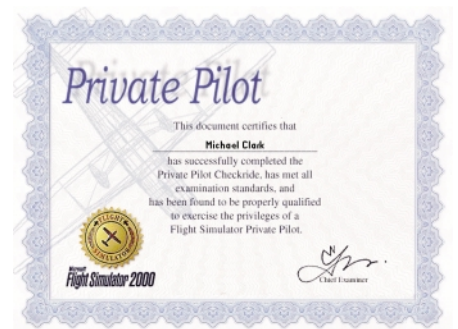 Private Pilot
This document certifies that
Michael Clark
has successfully completed the
Private Pilot Checkride, has met all
examination standards, and
has been found to be properly qualified
to exercise the privileges of a
Flight Simulator Private Pilot.
FLIGHT
SIMULATOR
Microsoft
Flight Simulator 2000
Chief Examiner